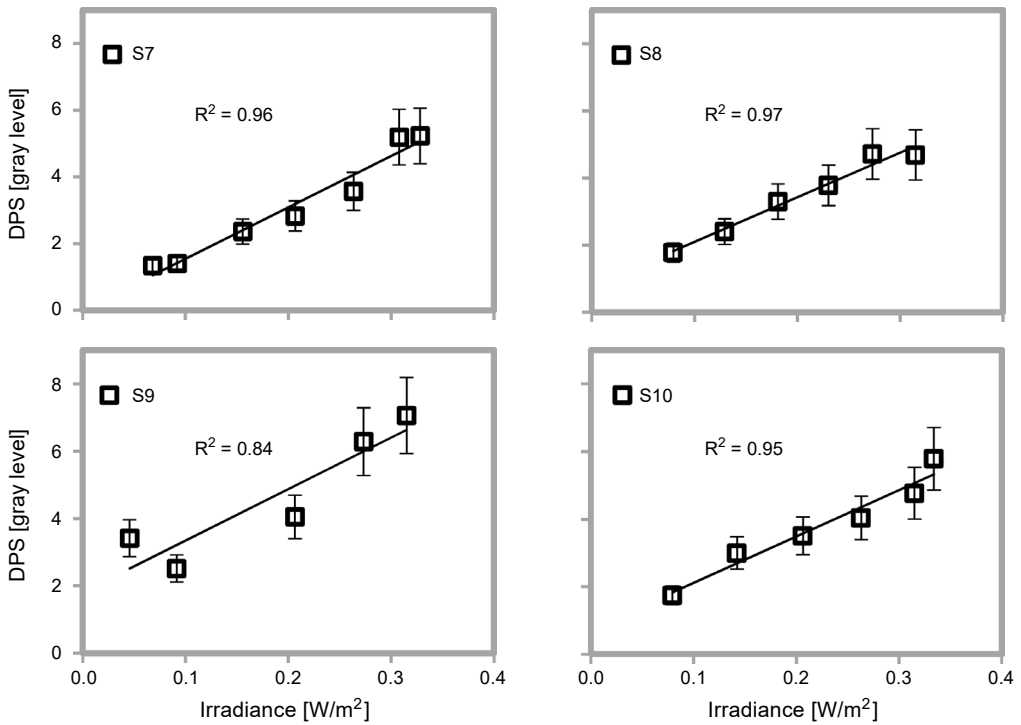 8
6
4
2
0
DPS [gray level]
S7
R² = 0.96
S8
R² = 0.97
8
6
4
2
0
DPS [gray level]
S9
R² = 0.84
S10
R² = 0.95
0.0 0.1 0.2 0.3 0.4
Irradiance [W/m²]
0.0 0.1 0.2 0.3 0.4
Irradiance [W/m²]